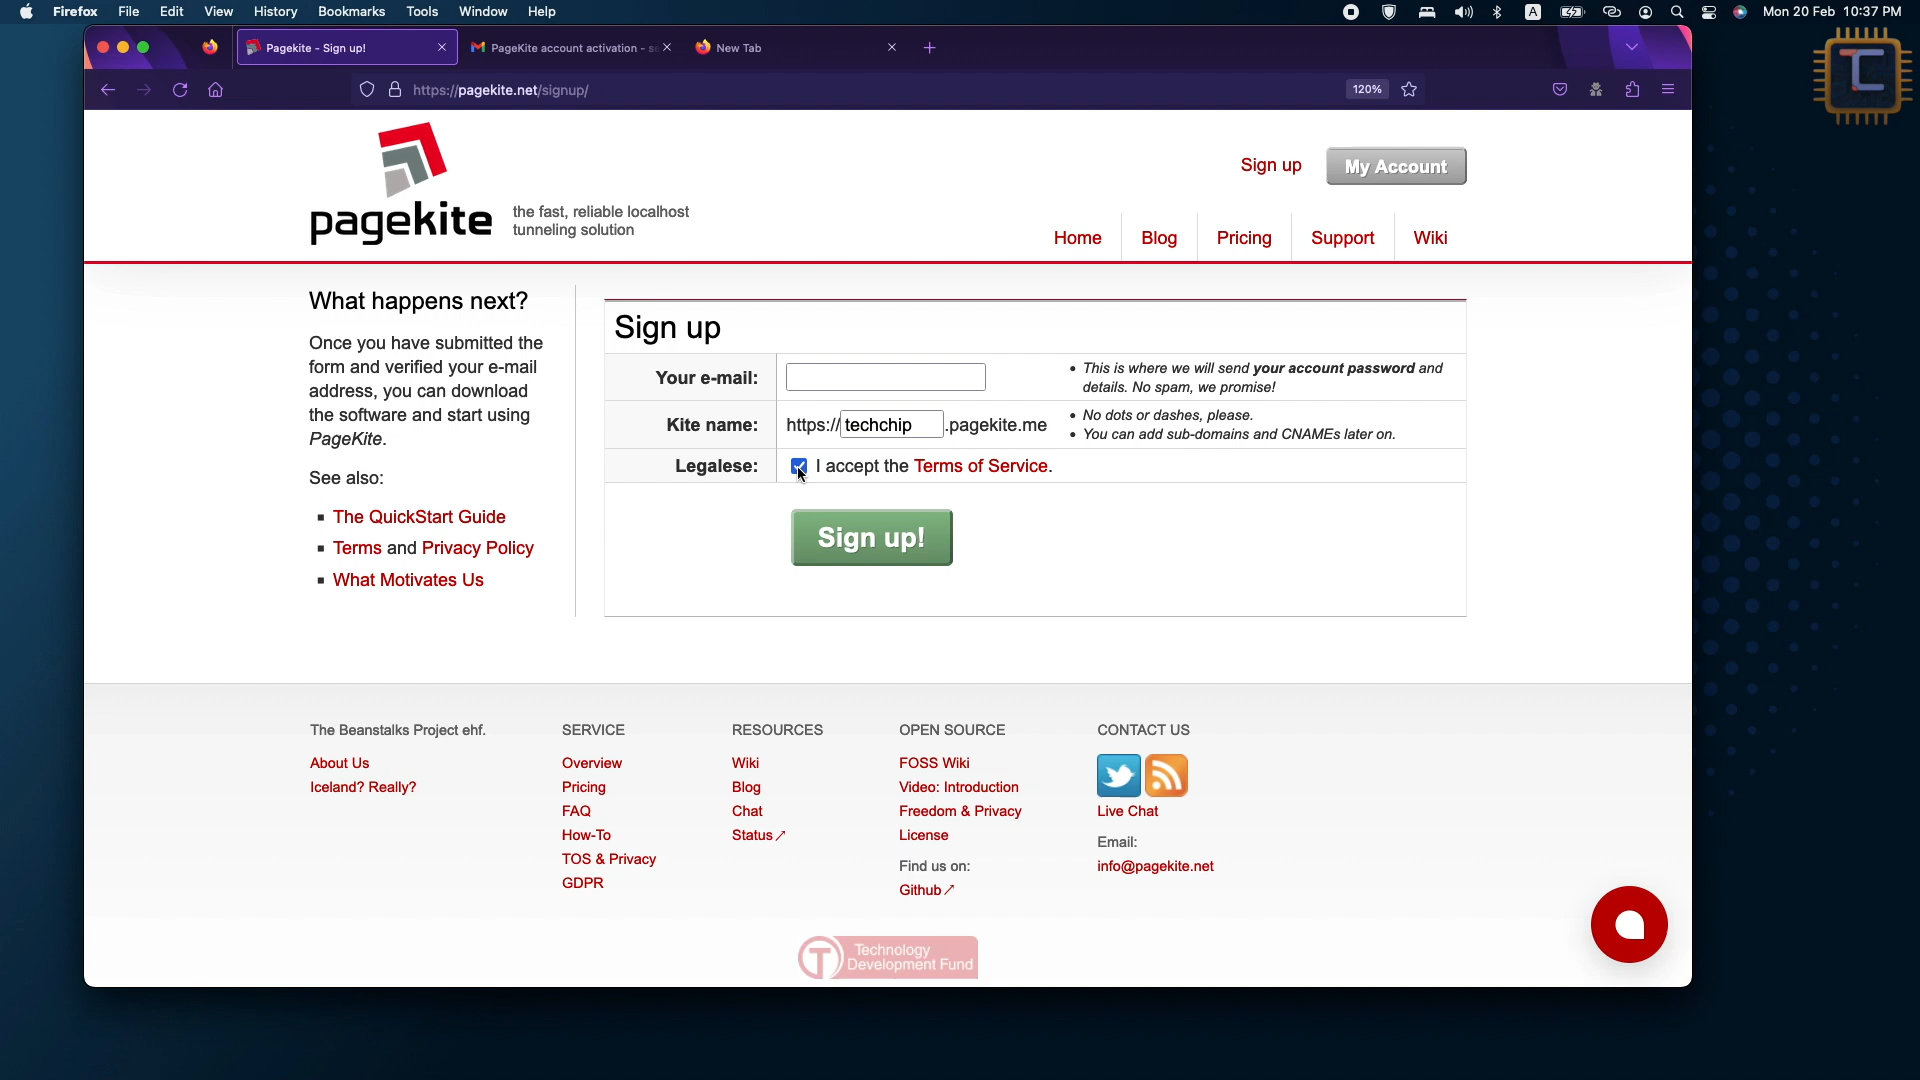 Firefox File Edit View History Bookmarks Tools Window Help
A
Mon 20 Feb 10:37 PM
Pagekite - Sign up!
PageKite account activation - se
New Tab
https://pagekite.net/signup/
120%
pagekite
the fast, reliable localhost
tunneling solution
Sign up
My Account
Home
Blog
Pricing
Support
Wiki
What happens next?
Once you have submitted the
form and verified your e-mail
address, you can download
the software and start using
PageKite.
See also:
The QuickStart Guide
Terms and Privacy Policy
What Motivates Us
Sign up
Your e-mail:
• This is where we will send your account password and
details. No spam, we promise!
Kite name:
https:// techchip .pagekite.me
• No dots or dashes, please.
• You can add sub-domains and CNAMEs later on.
Legalese:
I accept the Terms of Service.
Sign up!
The Beanstalks Project ehf.
About Us
Iceland? Really?
SERVICE
Overview
Pricing
FAQ
How-To
TOS & Privacy
GDPR
RESOURCES
Wiki
Blog
Chat
Status↗
OPEN SOURCE
FOSS Wiki
Video: Introduction
Freedom & Privacy
License
Find us on:
Github↗
CONTACT US
Live Chat
Email:
info@pagekite.net
T Technology
Development Fund